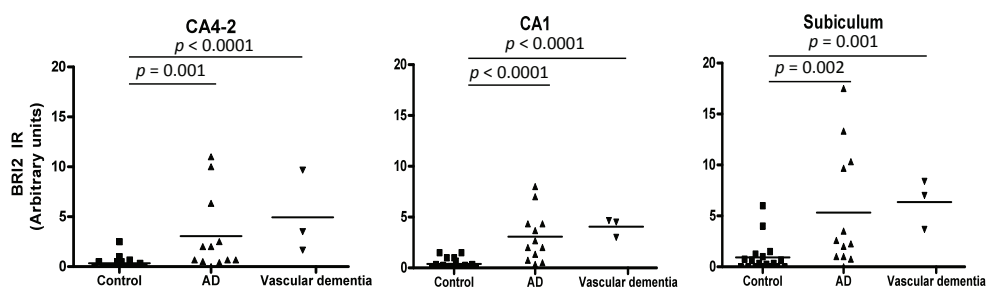 CA4-2
p < 0.0001
p = 0.001
BRI2 IR
(Arbitrary units)
20
15
10
5
0
Control
AD
Vascular dementia
CA1
p < 0.0001
p < 0.0001
20
15
10
5
0
Control
AD
Vascular dementia
Subiculum
p = 0.001
p = 0.002
20
15
10
5
0
Control
AD
Vascular dementia